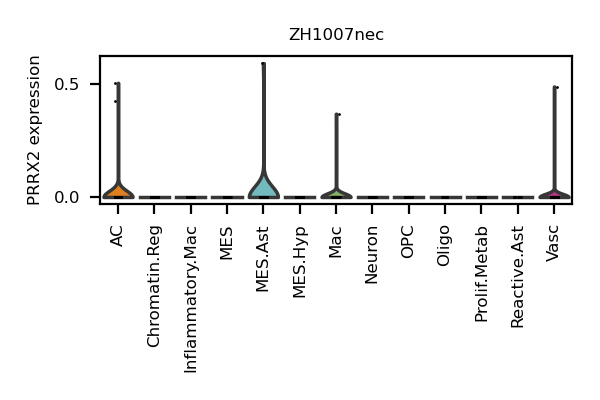 ZH1007nec
PRRX2 expression
0.5
0.0
AC
Chromatin.Reg
Inflammatory.Mac
MES
MES.Ast
MES.Hyp
Mac
Neuron
OPC
Oligo
Prolif.Metab
Reactive.Ast
Vasc